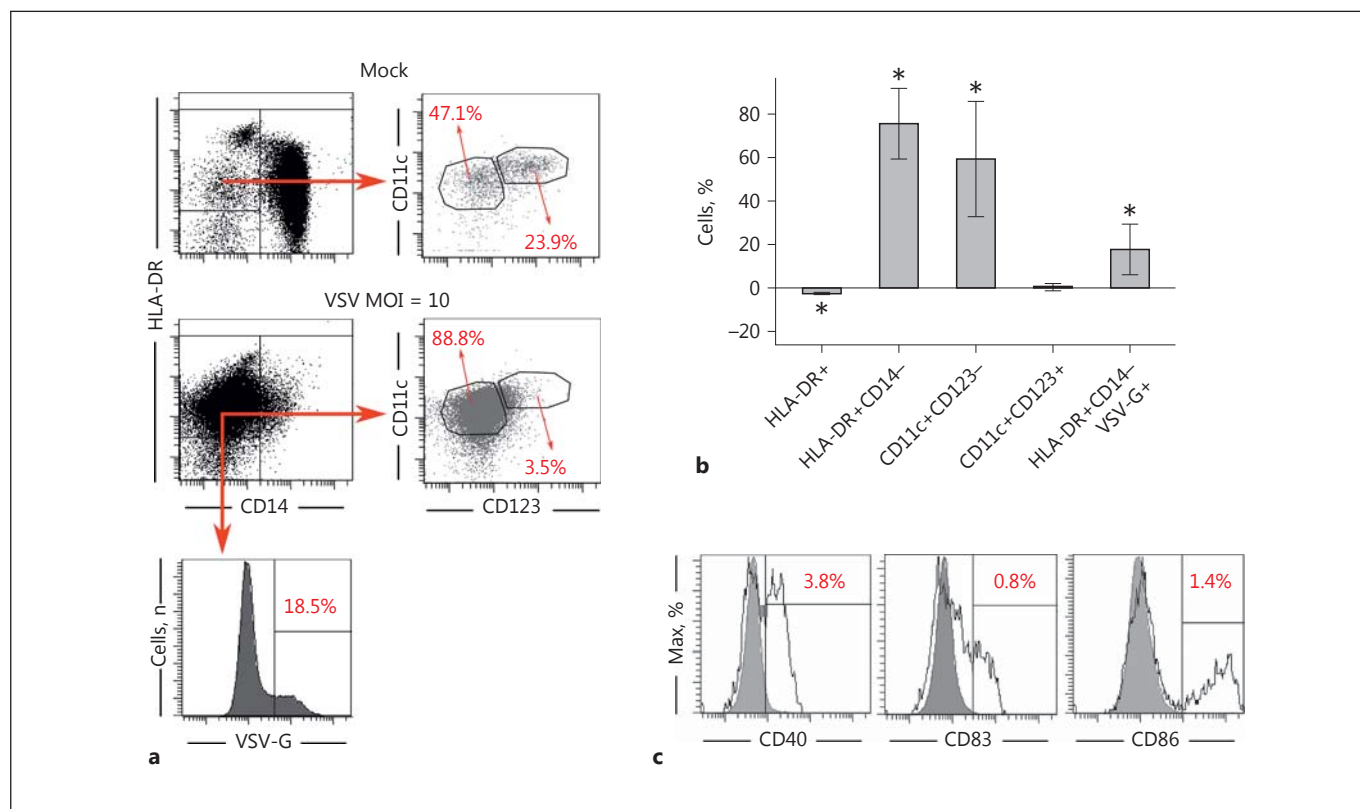 Mock
HLA-DR
CD11c
47.1%
23.9%
VSV MOI = 10
CD11c
88.8%
3.5%
CD14
CD123
Cells, n
18.5%
VSV-G
a
Cells, %
80
60
40
20
0
–20
HLA-DR+
HLA-DR+CD14–
CD11c+CD123–
CD11c+CD123+
HLA-DR+CD14–
VSV-G+
*
*
*
*
*
b
Max, %
3.8%
0.8%
1.4%
CD40
CD83
CD86
c